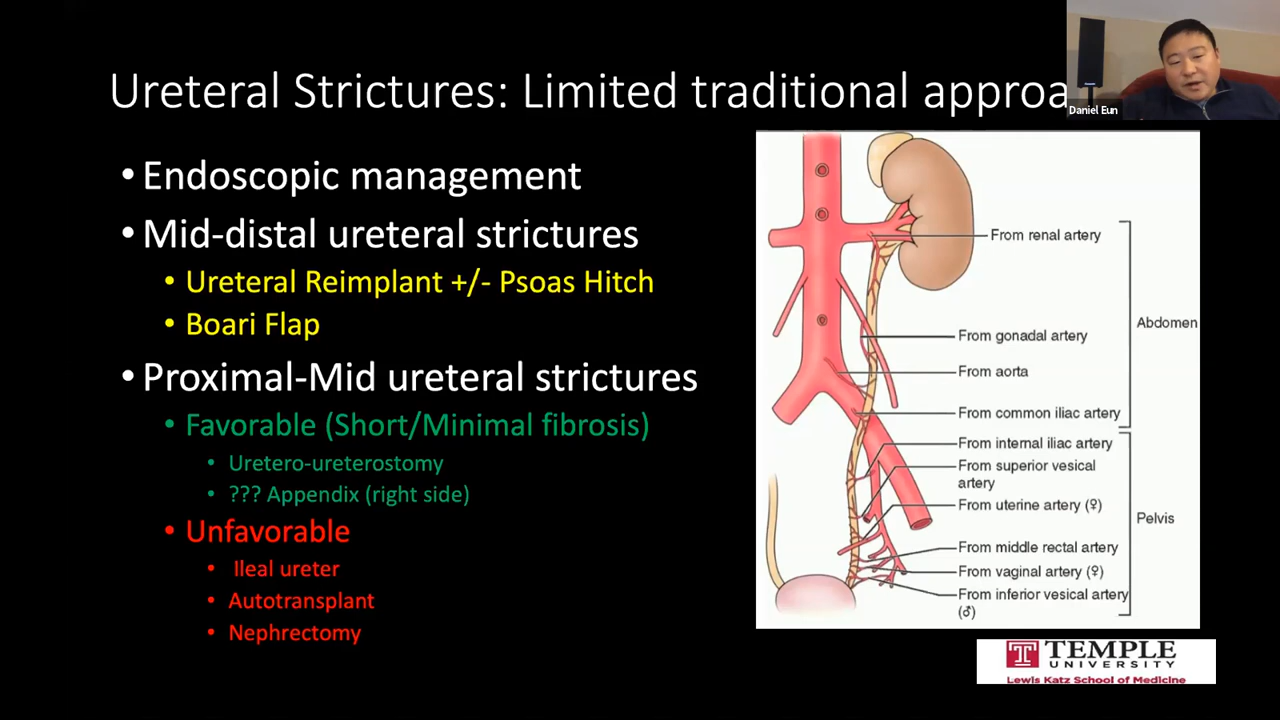 Ureteral Strictures: Limited traditional approa
Daniel Eun
• Endoscopic management
• Mid-distal ureteral strictures
• Ureteral Reimplant +/- Psoas Hitch
• Boari Flap
• Proximal-Mid ureteral strictures
• Favorable (Short/Minimal fibrosis)
• Uretero-ureterostomy
• ??? Appendix (right side)
• Unfavorable
• Ileal ureter
• Autotransplant
• Nephrectomy
From renal artery
Abdomen
From gonadal artery
From aorta
From common iliac artery
From internal iliac artery
From superior vesical
artery
From uterine artery (♀)
Pelvis
From middle rectal artery
From vaginal artery (♀)
From inferior vesical artery
(♂)
TEMPLE
UNIVERSITY
Lewis Katz School of Medicine